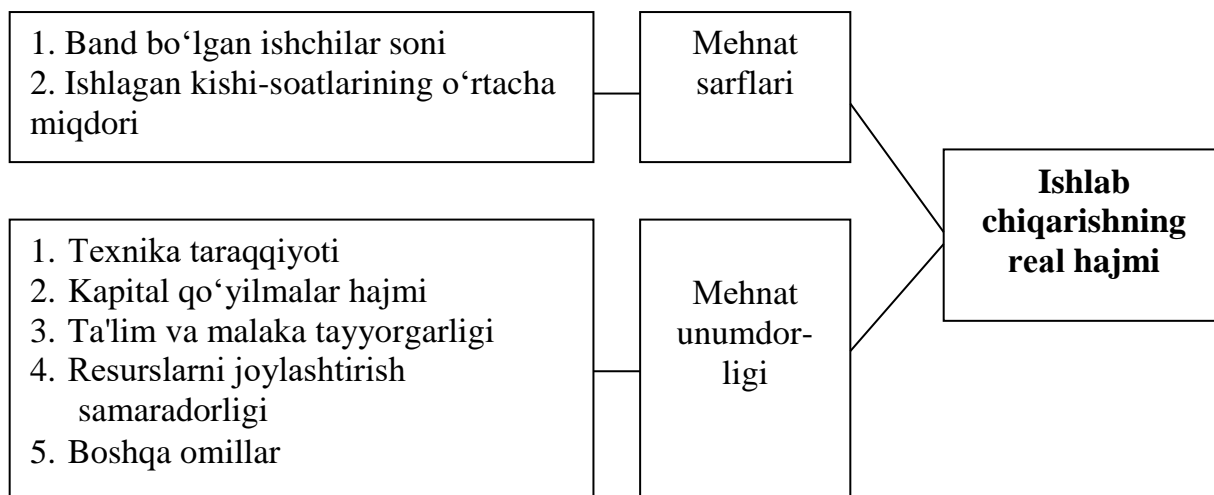 1. Band bo‘lgan ishchilar soni
2. Ishlagan kishi-soatlarining o‘rtacha
miqdori
Mehnat
sarflari
1. Texnika taraqqiyoti
2. Kapital qo‘yilmalar hajmi
3. Ta'lim va malaka tayyorgarligi
4. Resurslarni joylashtirish
samaradorligi
5. Boshqa omillar
Mehnat
unumdor-
ligi
Ishlab
chiqarishning
real hajmi